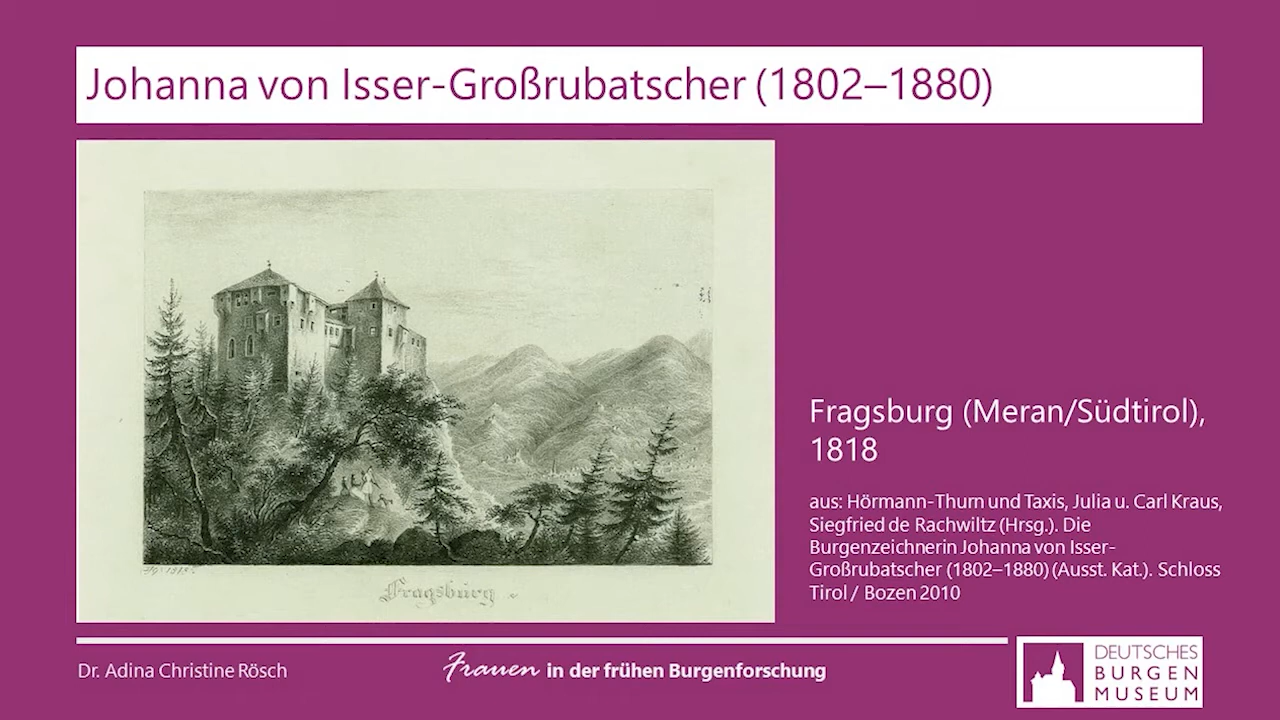 Johanna von Isser-Großrubatscher (1802–1880)
Fragsburg
Fragsburg (Meran/Südtirol),
1818
aus: Hörmann-Thurn und Taxis, Julia u. Carl Kraus,
Siegfried de Rachwiltz (Hrsg.). Die
Burgenzeichnerin Johanna von Isser-
Großrubatscher (1802–1880) (Ausst. Kat.). Schloss
Tirol / Bozen 2010
Dr. Adina Christine Rösch
Frauen in der frühen Burgenforschung
DEUTSCHES
BURGEN
MUSEUM